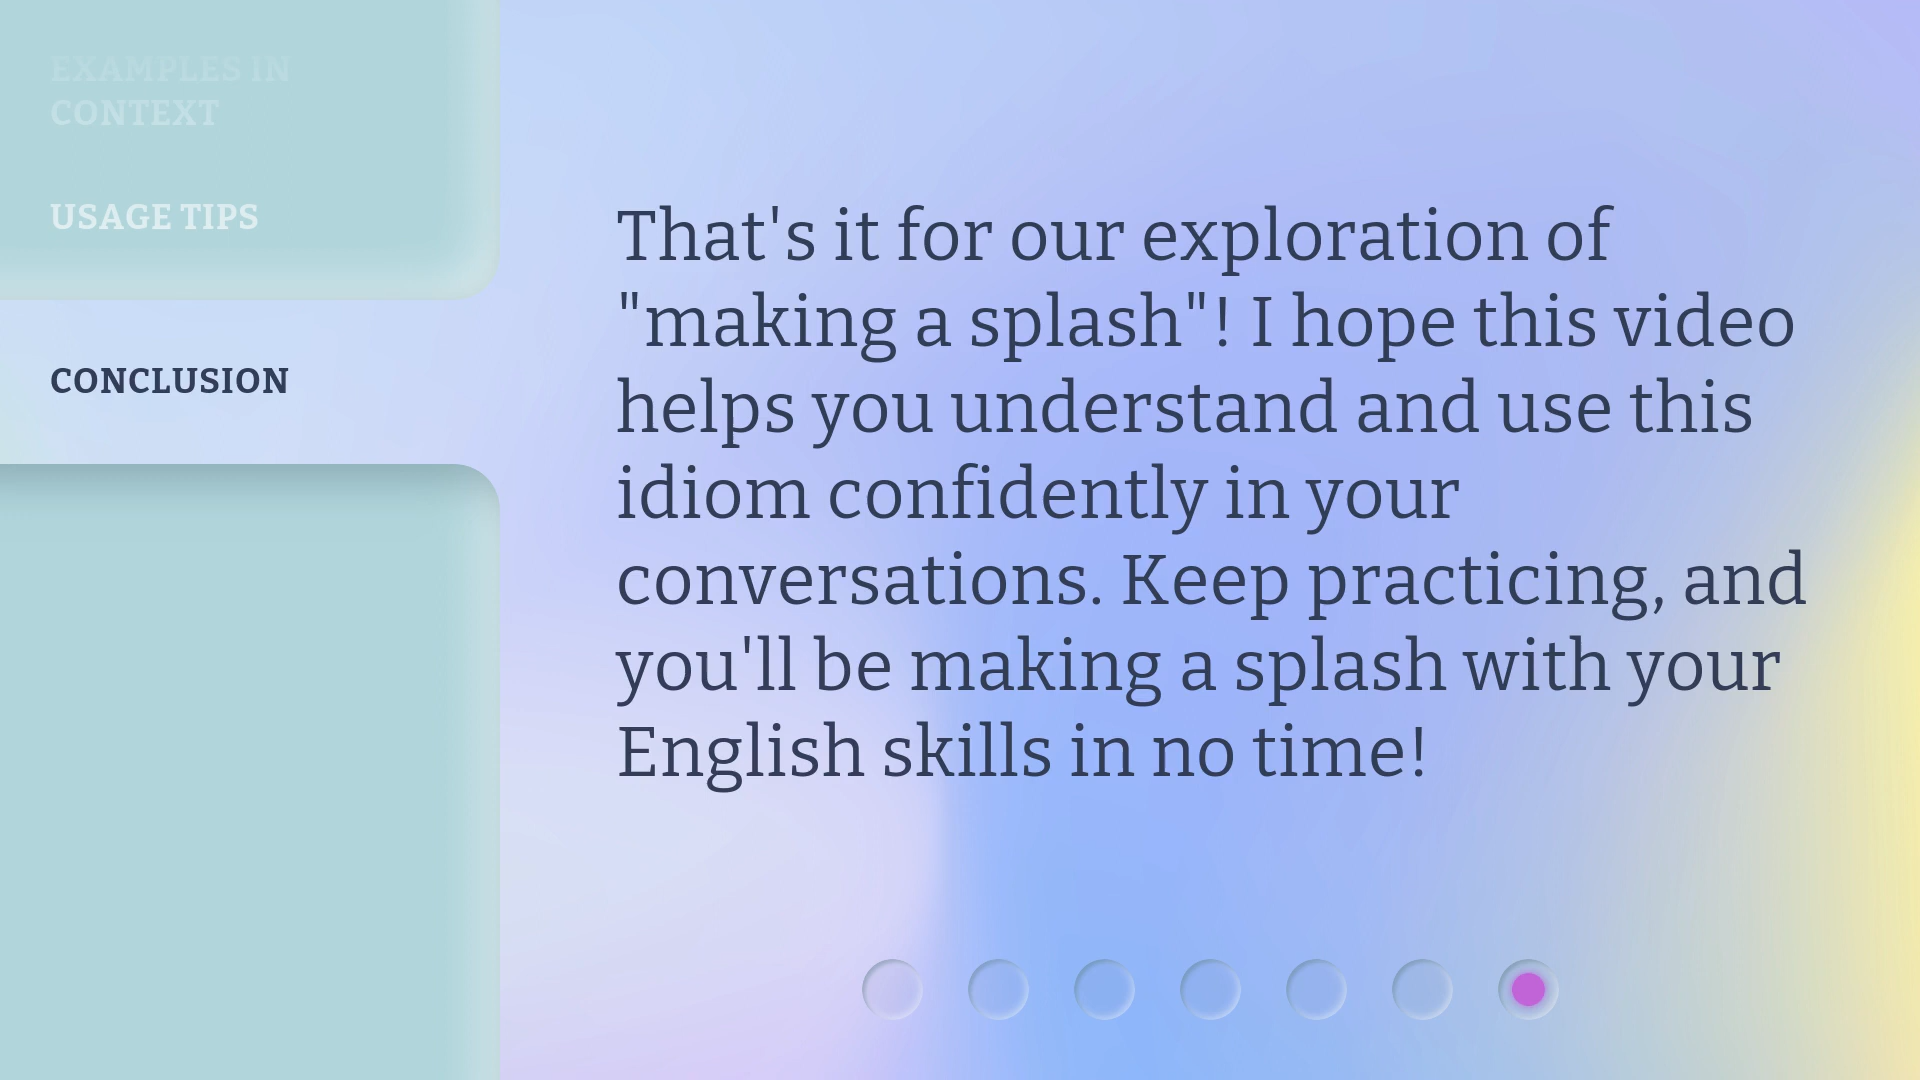 EXAMPLES IN
CONTEXT
USAGE TIPS
CONCLUSION
That's it for our exploration of
"making a splash"! I hope this video
helps you understand and use this
idiom confidently in your
conversations. Keep practicing, and
you'll be making a splash with your
English skills in no time!